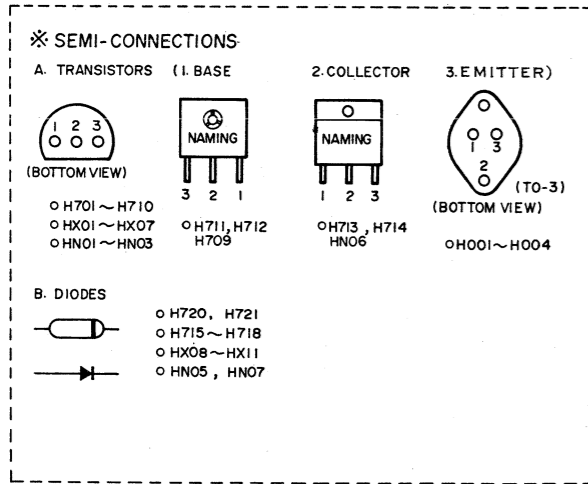 ※ SEMI-CONNECTIONS
A. TRANSISTORS (1. BASE 2. COLLECTOR 3. EMITTER)
1 2 3
(BOTTOM VIEW)
○ H701~H710
○ HX01~HX07
○ HN01~HN03
NAMING
3 2 1
○ H711, H712
H709
NAMING
1 2 3
○ H713, H714
HN06
1 3
2
(TO-3)
(BOTTOM VIEW)
○ H001~H004
B. DIODES
○ H720, H721
○ H715~H718
○ HX08~HX11
○ HN05, HN07